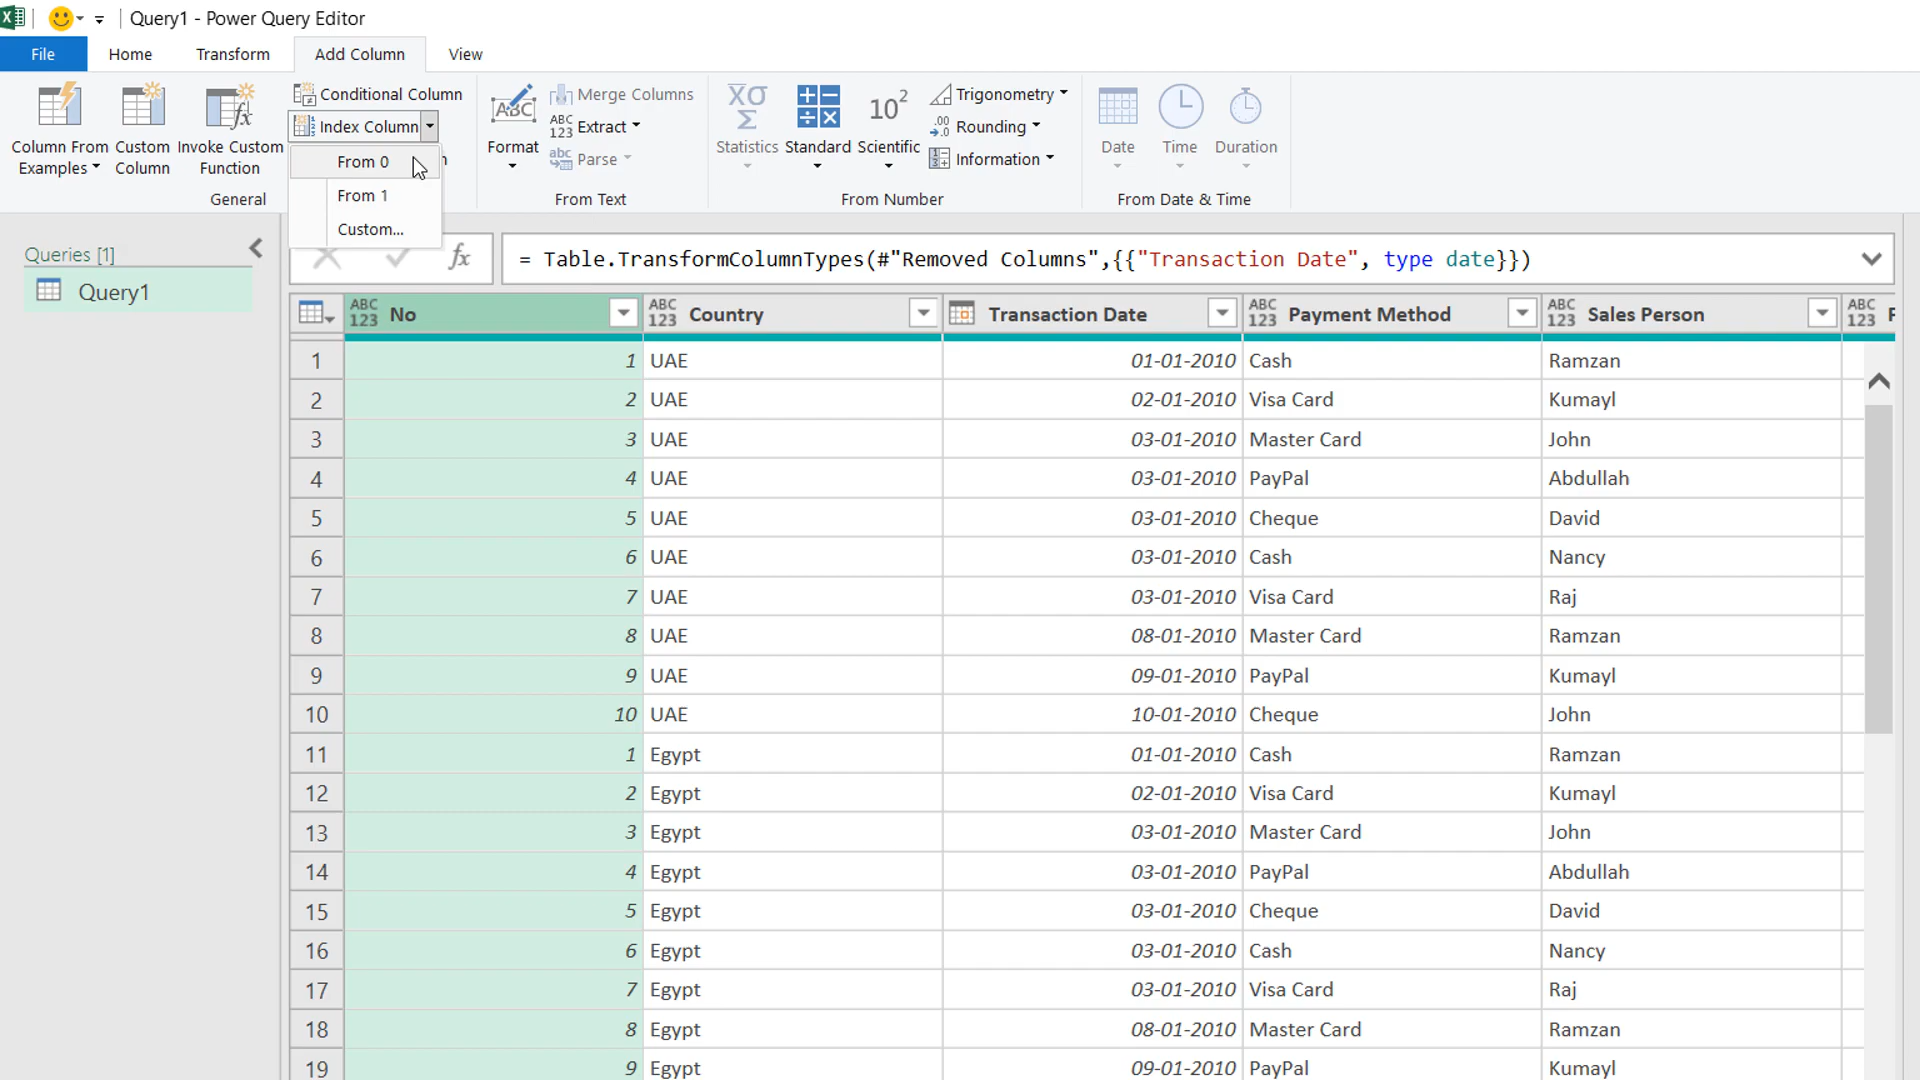 Query1 - Power Query Editor
File Home Transform Add Column View
Column From Examples
Custom Column
Invoke Custom Function
Conditional Column
Index Column
From 0
From 1
Custom...
General
Format
Merge Columns
Extract
Parse
From Text
Statistics
Standard
Scientific
Trigonometry
Rounding
Information
From Number
Date
Time
Duration
From Date & Time
Queries [1]
Query1
fx = Table.TransformColumnTypes(#"Removed Columns",{{"Transaction Date", type date}})
ABC 123 No ABC 123 Country Transaction Date ABC 123 Payment Method ABC 123 Sales Person ABC 123
1 1 UAE 01-01-2010 Cash Ramzan
2 2 UAE 02-01-2010 Visa Card Kumayl
3 3 UAE 03-01-2010 Master Card John
4 4 UAE 03-01-2010 PayPal Abdullah
5 5 UAE 03-01-2010 Cheque David
6 6 UAE 03-01-2010 Cash Nancy
7 7 UAE 03-01-2010 Visa Card Raj
8 8 UAE 08-01-2010 Master Card Ramzan
9 9 UAE 09-01-2010 PayPal Kumayl
10 10 UAE 10-01-2010 Cheque John
11 1 Egypt 01-01-2010 Cash Ramzan
12 2 Egypt 02-01-2010 Visa Card Kumayl
13 3 Egypt 03-01-2010 Master Card John
14 4 Egypt 03-01-2010 PayPal Abdullah
15 5 Egypt 03-01-2010 Cheque David
16 6 Egypt 03-01-2010 Cash Nancy
17 7 Egypt 03-01-2010 Visa Card Raj
18 8 Egypt 08-01-2010 Master Card Ramzan
19 9 Egypt 09-01-2010 PayPal Kumayl